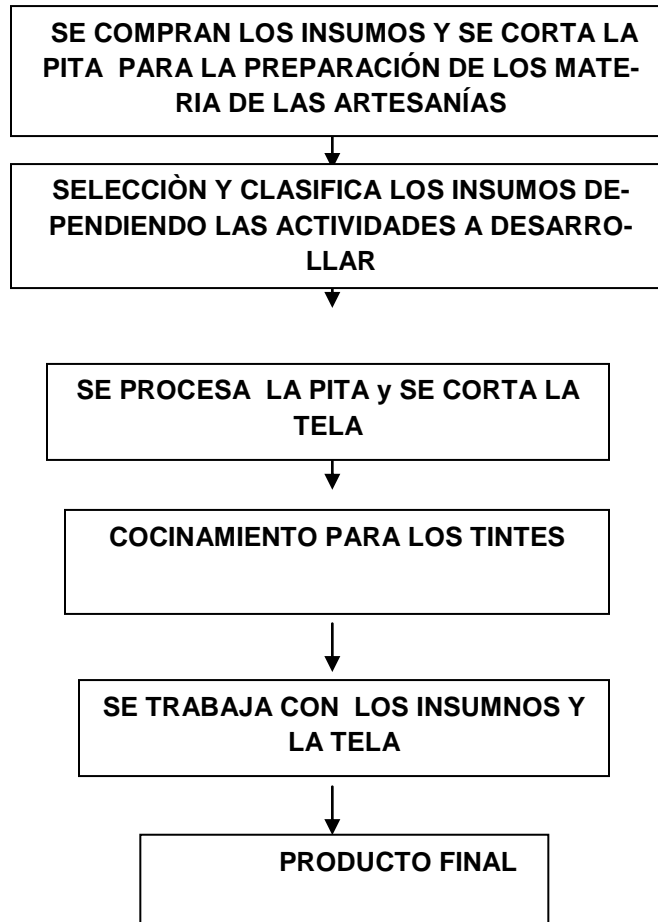 SE COMPRAN LOS INSUMOS Y SE CORTA LA
PITA PARA LA PREPARACIÓN DE LOS MATE-
RIA DE LAS ARTESANÍAS
SELECCIÒN Y CLASIFICA LOS INSUMOS DE-
PENDIENDO LAS ACTIVIDADES A DESARRO-
LLAR
SE PROCESA LA PITA y SE CORTA LA
TELA
COCINAMIENTO PARA LOS TINTES
SE TRABAJA CON LOS INSUMNOS Y
LA TELA
PRODUCTO FINAL